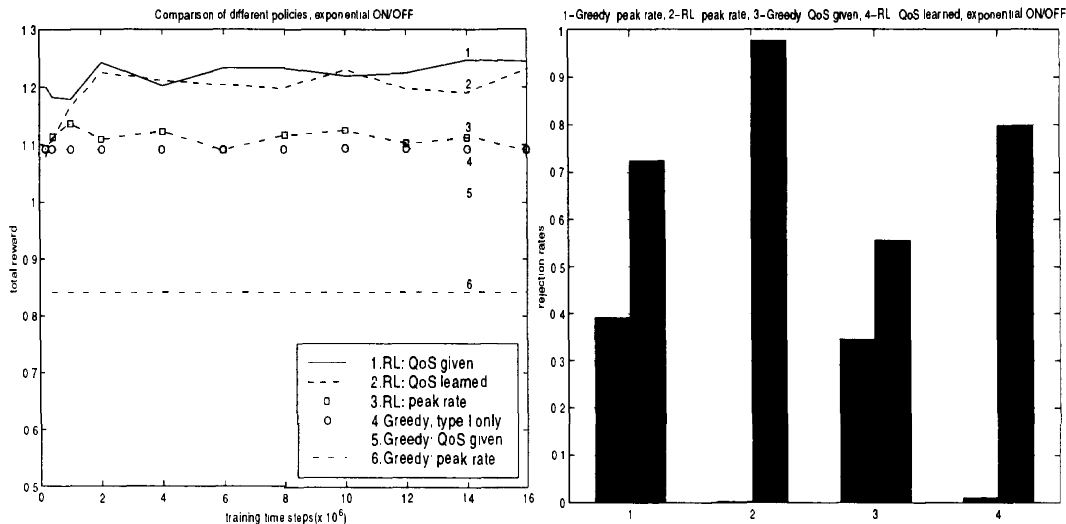 Comparison of different policies, exponential ON/OFF
1 3
1 2
1 1
1
0 9
0 8
0 7
0 6
0 5
total reward
1
2
3
4
5
6
1.RL: QoS given
2.RL: QoS learned
3.RL: peak rate
4 Greedy, type I only
5.Greedy: QoS given
6.Greedy: peak rate
0 2 4 6 8 10 12 14 16
training time steps(x 10^6)
1-Greedy peak rate, 2-RL peak rate, 3-Greedy QoS given, 4-RL QoS learned, exponential ON/OFF
1
0 9
0 8
0 7
0 6
0 5
0 4
0 3
0 2
0 1
0
rejection rates
1 2 3 4